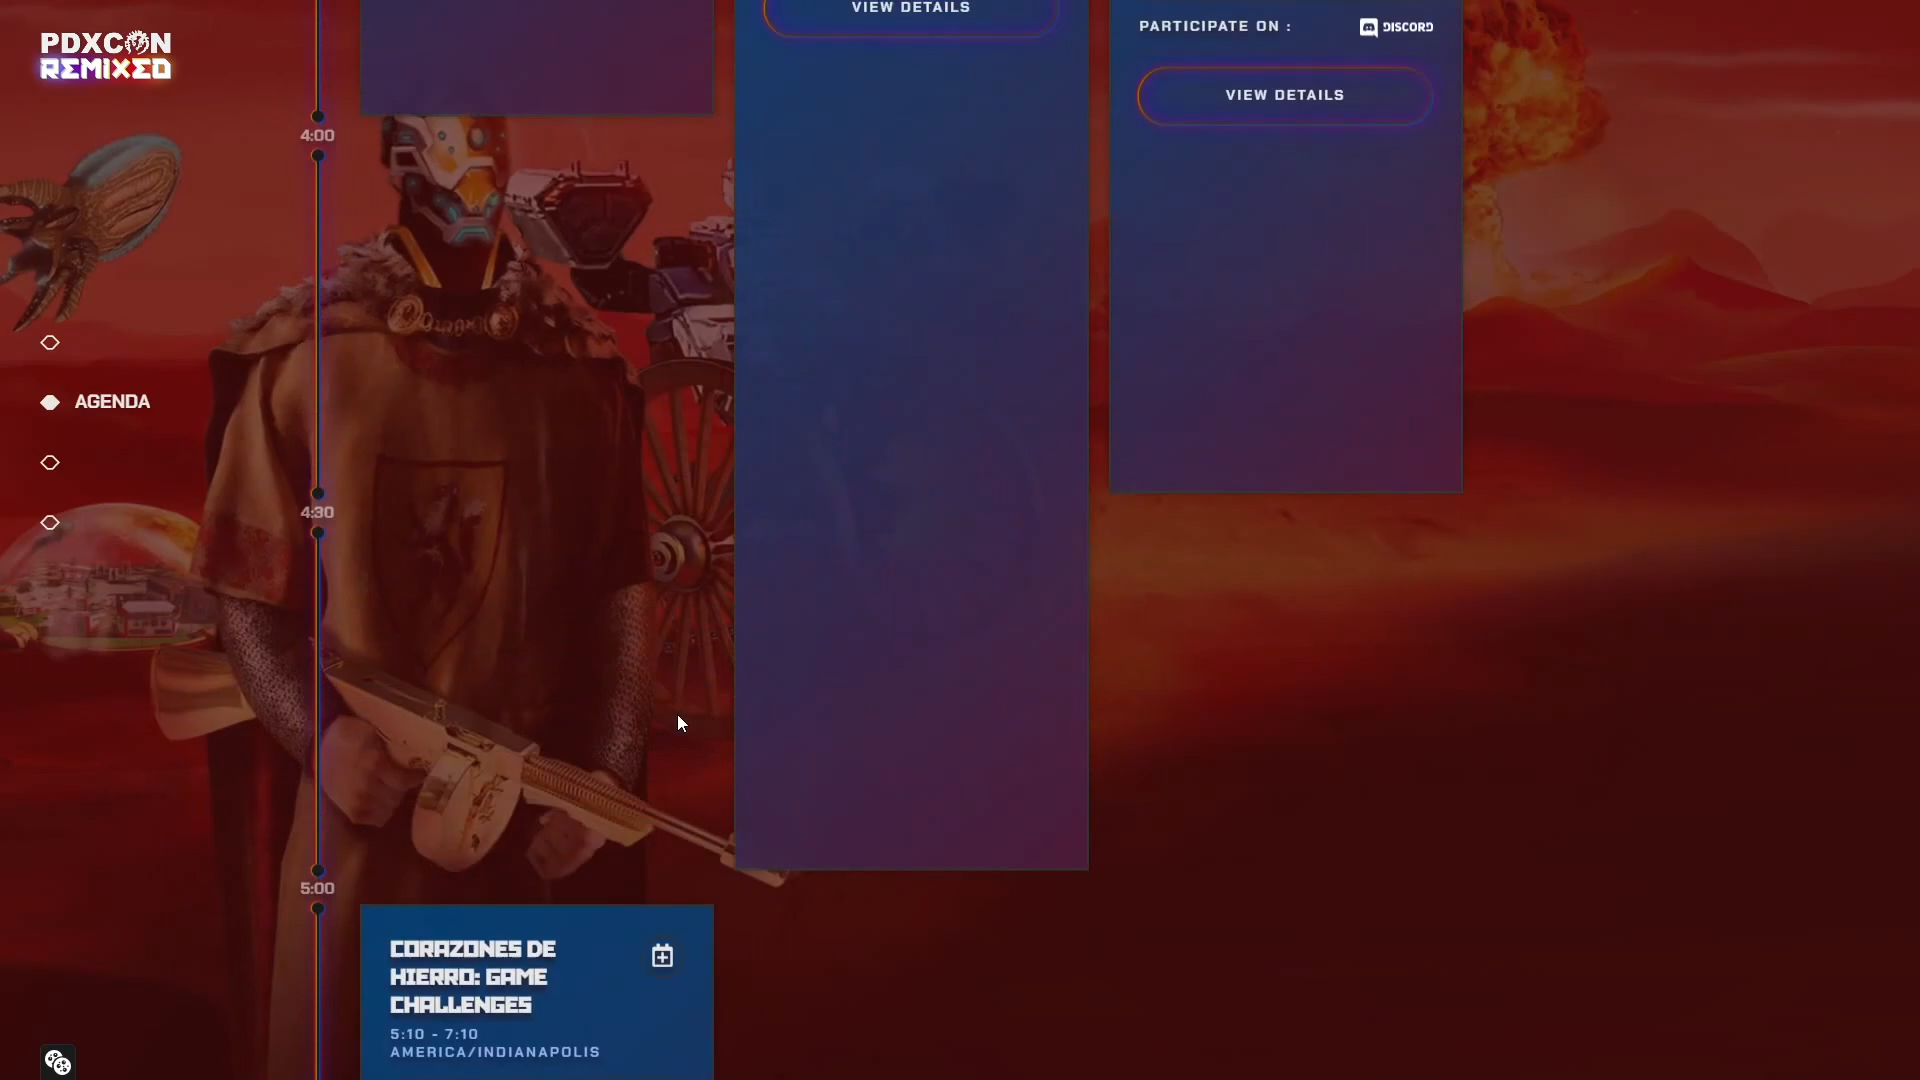 PDXCON
REMIXED
VIEW DETAILS
PARTICIPATE ON :
DISCORD
VIEW DETAILS
4:00
AGENDA
4:30
5:00
CORAZONES DE
HIERRO: GAME
CHALLENGES
5:10 - 7:10
AMERICA/INDIANAPOLIS